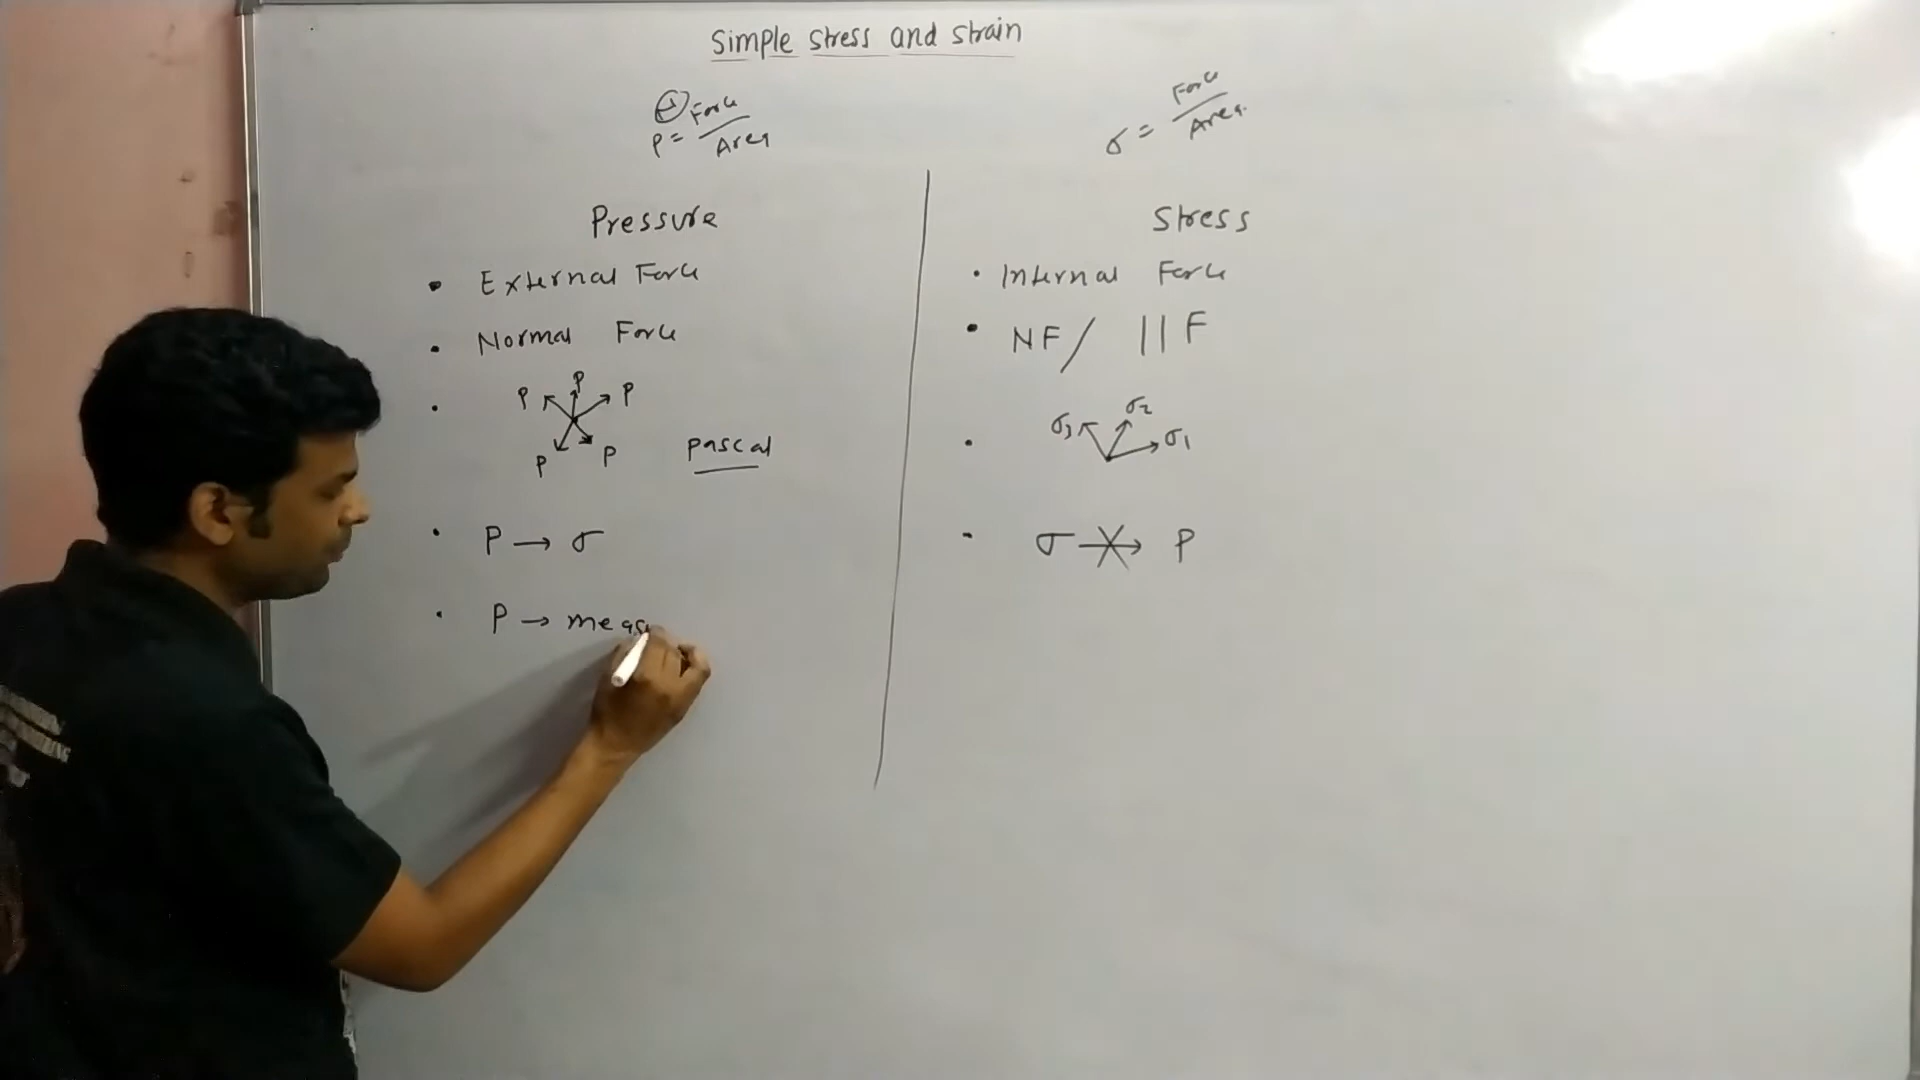 Simple stress and strain
Force
P = Area
Force
σ = Area
Pressure
• External Force
• Normal Force
• P P P
P P Pascal
• P → σ
• P → meas
Stress
• Internal Force
• NF / || F
• σ3 σ2 σ1
• σ → P